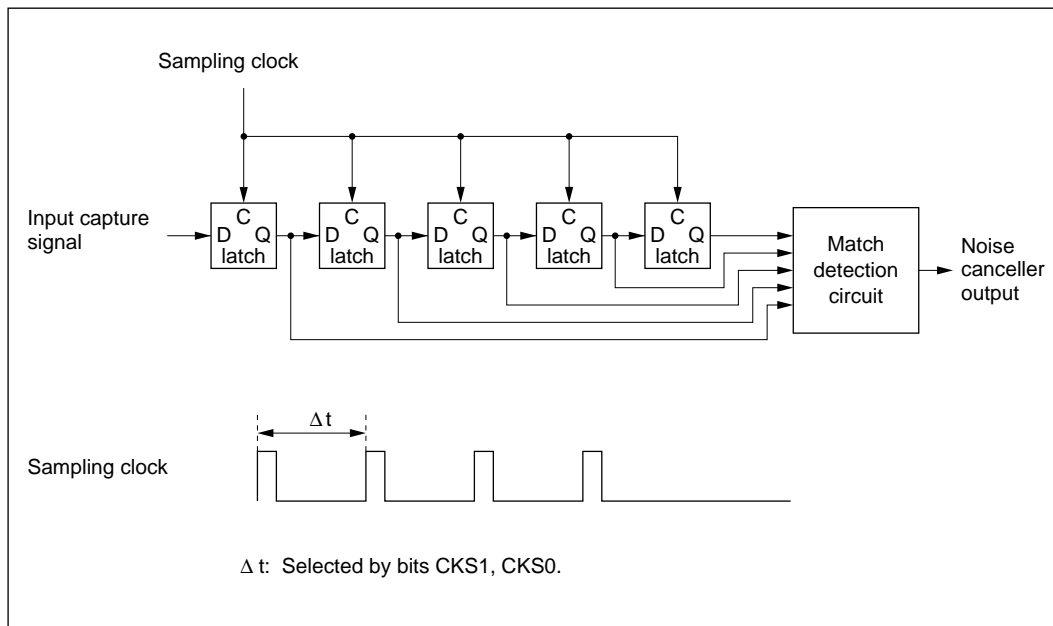 Sampling clock
Input capture
signal
C
D Q
latch
C
D Q
latch
C
D Q
latch
C
D Q
latch
C
D Q
latch
Match
detection
circuit
Noise
canceller
output
Δ t
Sampling clock
Δ t: Selected by bits CKS1, CKS0.